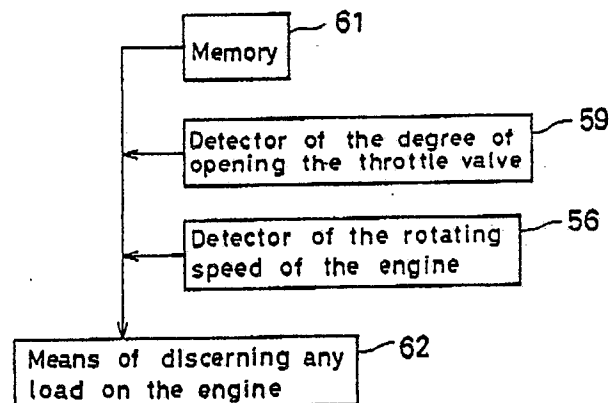 61
Memory
59
Detector of the degree of
opening the throttle valve
56
Detector of the rotating
speed of the engine
62
Means of discerning any
load on the engine